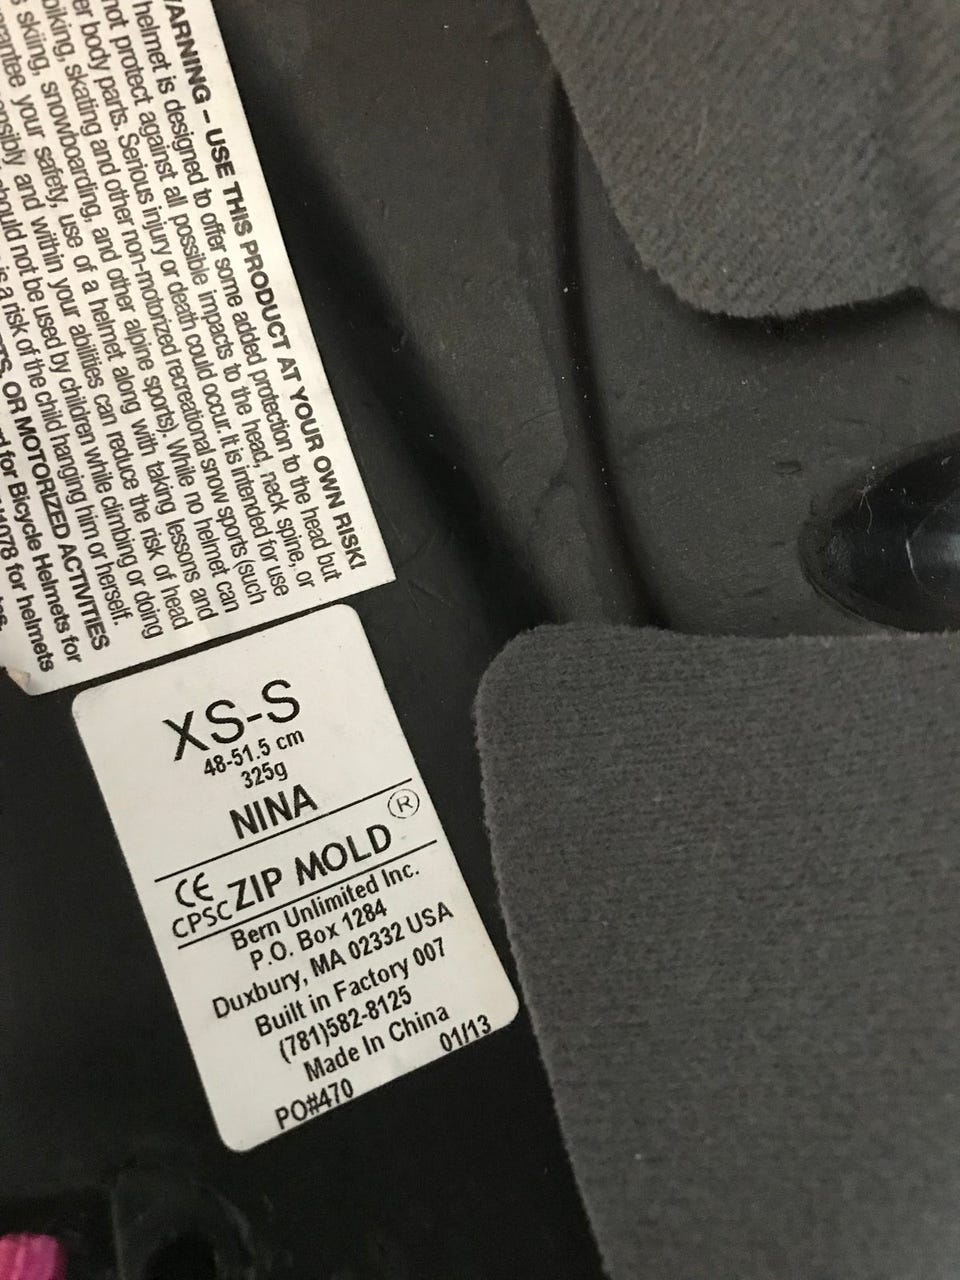 WARNING – USE THIS PRODUCT AT YOUR OWN RISK!
helmet is designed to offer some added protection to the head but
not protect against all possible impacts to the head, neck spine, or
er body parts. Serious injury or death could occur. It is intended for use
biking, skating and other non-motorized recreational snow sports (such
s skiing, snowboarding, and other alpine sports). While no helmet can
rantee your safety, use of a helmet along with taking lessons and
onsibly and within your abilities can reduce the risk of head
should not be used by children while climbing or doing
is a risk of the child hanging him or herself.
TS, OR MOTORIZED ACTIVITIES
d for Bicycle Helmets for
1078 for helmets
XS-S
48-51.5 cm
325g
NINA
CE ZIP MOLD ®
CPSC
Bern Unlimited Inc.
P.O. Box 1284
Duxbury, MA 02332 USA
Built in Factory 007
(781)582-8125
Made In China
PO#470 01/13